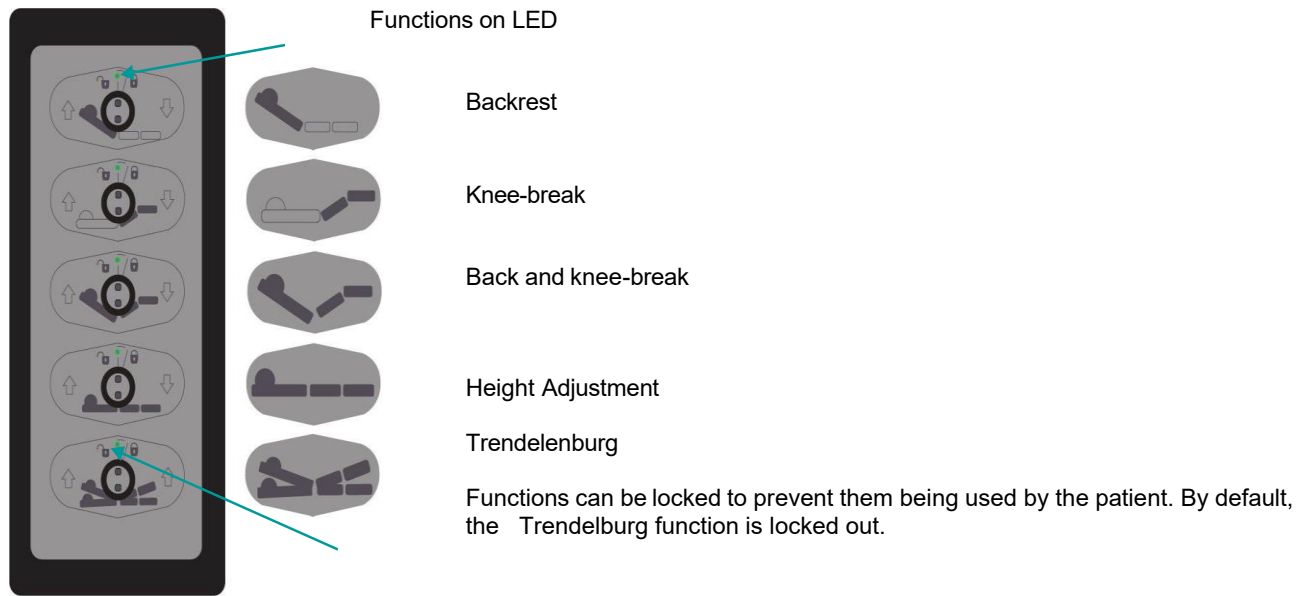 Functions on LED
Backrest
Knee-break
Back and knee-break
Height Adjustment
Trendelenburg
Functions can be locked to prevent them being used by the patient. By default,
the Trendelburg function is locked out.